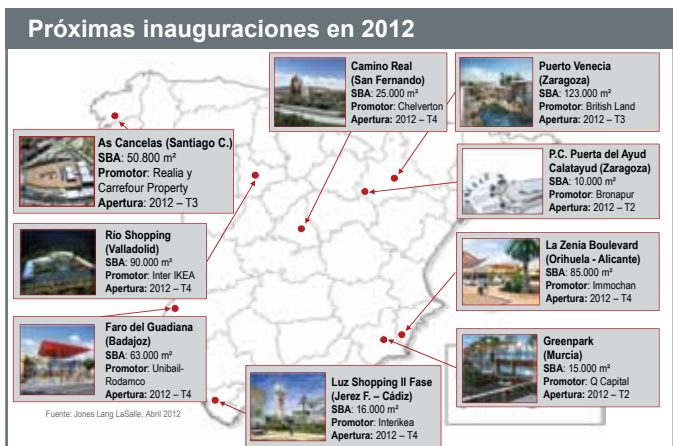 Próximas inauguraciones en 2012
Camino Real
(San Fernando)
SBA: 25.000 m²
Promotor: Chelverton
Apertura: 2012 – T4
Puerto Venecia
(Zaragoza)
SBA: 123.000 m²
Promotor: British Land
Apertura: 2012 – T3
As Cancelas (Santiago C.)
SBA: 50.800 m²
Promotor: Realia y
Carrefour Property
Apertura: 2012 – T3
P.C. Puerta del Ayud
Calatayud (Zaragoza)
SBA: 10.000 m²
Promotor: Bronapur
Apertura: 2012 – T2
Río Shopping
(Valladolid)
SBA: 90.000 m²
Promotor: Inter IKEA
Apertura: 2012 – T4
La Zenia Boulevard
(Orihuela - Alicante)
SBA: 85.000 m²
Promotor: Immochan
Apertura: 2012 – T4
Faro del Guadiana
(Badajoz)
SBA: 63.000 m²
Promotor: Unibail-
Rodamco
Apertura: 2012 – T4
Greenpark
(Murcia)
SBA: 15.000 m²
Promotor: Q Capital
Apertura: 2012 – T2
Luz Shopping II Fase
(Jerez F. – Cádiz)
SBA: 16.000 m²
Promotor: Interikea
Apertura: 2012 – T4
Fuente: Jones Lang LaSalle, Abril 2012